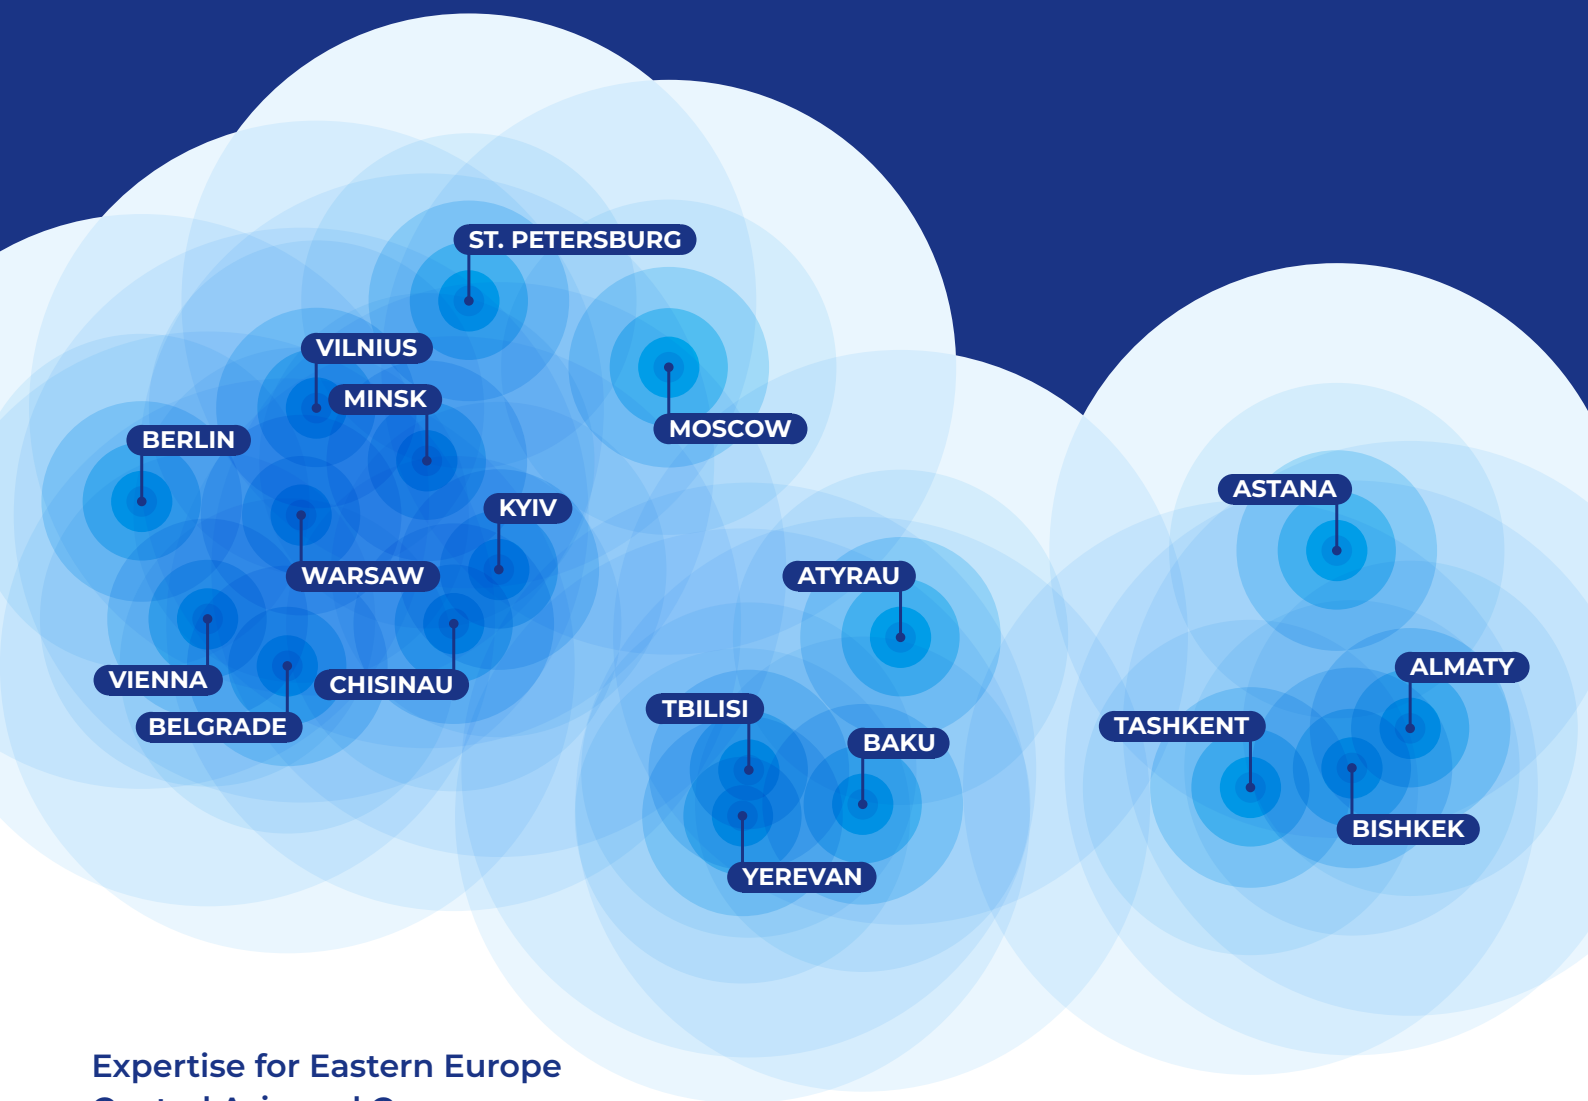 ST. PETERSBURG
VILNIUS
MINSK
MOSCOW
BERLIN
ASTANA
KYIV
WARSAW
ATYRAU
ALMATY
VIENNA
CHISINAU
TBILISI
BELGRADE
TASHKENT
BAKU
BISHKEK
YEREVAN
Expertise for Eastern Europe